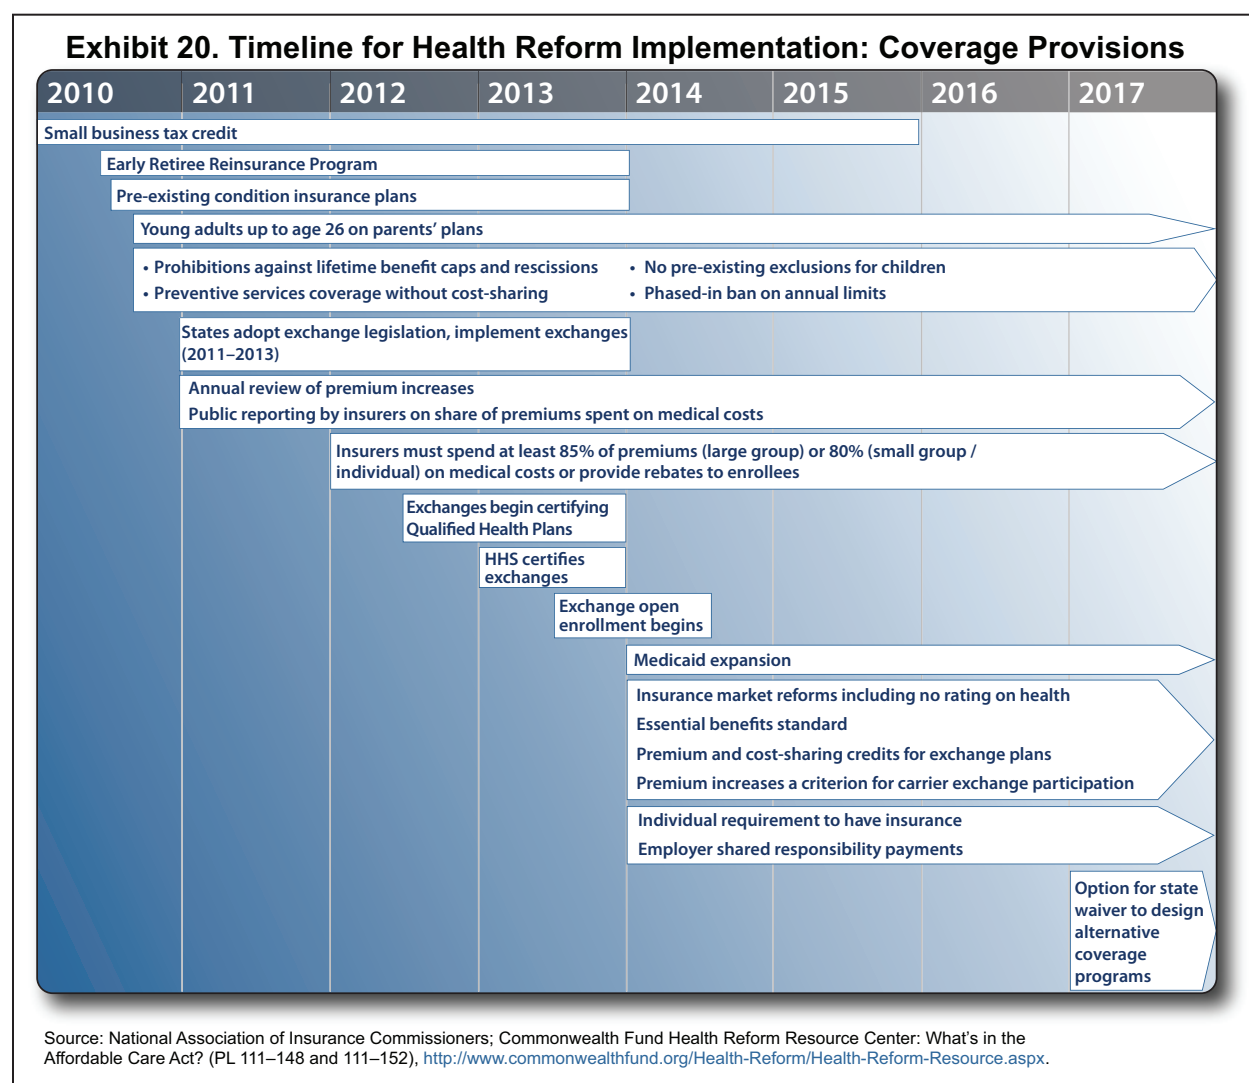 Exhibit 20. Timeline for Health Reform Implementation: Coverage Provisions
2010 2011 2012 2013 2014 2015 2016 2017
Small business tax credit
Early Retiree Reinsurance Program
Pre-existing condition insurance plans
Young adults up to age 26 on parents’ plans
• Prohibitions against lifetime benefit caps and rescissions • No pre-existing exclusions for children
• Preventive services coverage without cost-sharing • Phased-in ban on annual limits
States adopt exchange legislation, implement exchanges
(2011–2013)
Annual review of premium increases
Public reporting by insurers on share of premiums spent on medical costs
Insurers must spend at least 85% of premiums (large group) or 80% (small group /
individual) on medical costs or provide rebates to enrollees
Exchanges begin certifying
Qualified Health Plans
HHS certifies
exchanges
Exchange open
enrollment begins
Medicaid expansion
Insurance market reforms including no rating on health
Essential benefits standard
Premium and cost-sharing credits for exchange plans
Premium increases a criterion for carrier exchange participation
Individual requirement to have insurance
Employer shared responsibility payments
Option for state
waiver to design
alternative
coverage
programs
Source: National Association of Insurance Commissioners; Commonwealth Fund Health Reform Resource Center: What’s in the
Affordable Care Act? (PL 111–148 and 111–152), http://www.commonwealthfund.org/Health-Reform/Health-Reform-Resource.aspx.